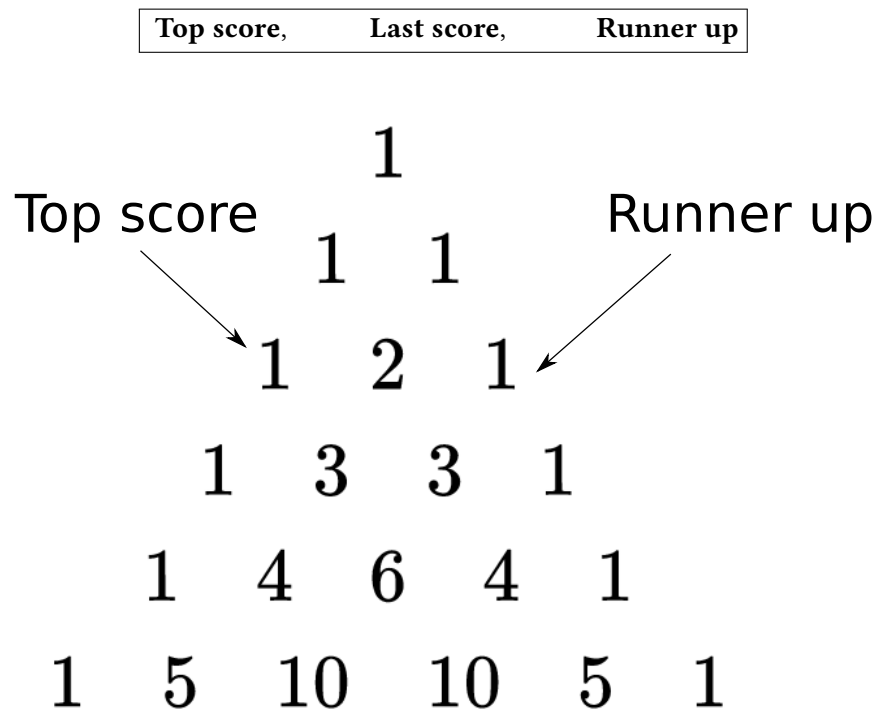 Top score, Last score, Runner up
1
Top score
Runner up
1 1
1 2 1
1 3 3 1
1 4 6 4 1
1 5 10 10 5 1